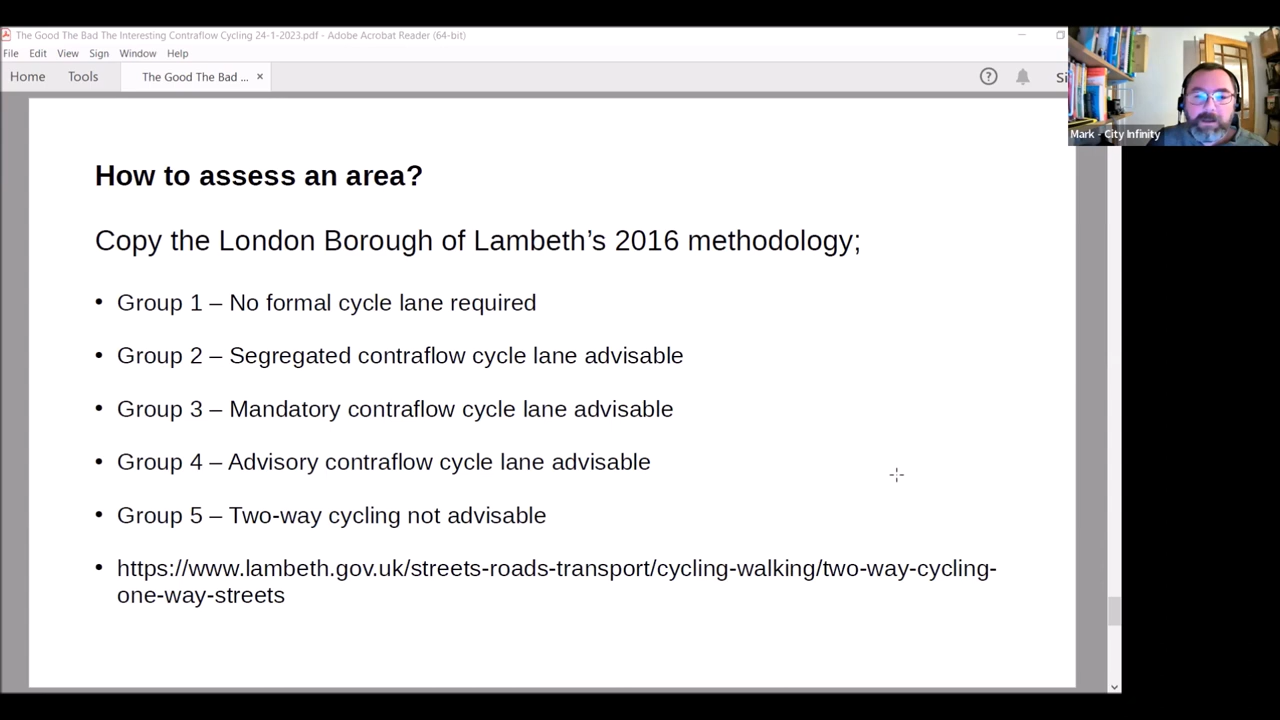 The Good The Bad The Interesting Contraflow Cycling 24-1-2023.pdf - Adobe Acrobat Reader (64-bit)
File Edit View Sign Window Help
Home Tools The Good The Bad ... × ? Si
Mark - City Infinity
How to assess an area?
Copy the London Borough of Lambeth’s 2016 methodology;
• Group 1 – No formal cycle lane required
• Group 2 – Segregated contraflow cycle lane advisable
• Group 3 – Mandatory contraflow cycle lane advisable
• Group 4 – Advisory contraflow cycle lane advisable
• Group 5 – Two-way cycling not advisable
• https://www.lambeth.gov.uk/streets-roads-transport/cycling-walking/two-way-cycling-
one-way-streets